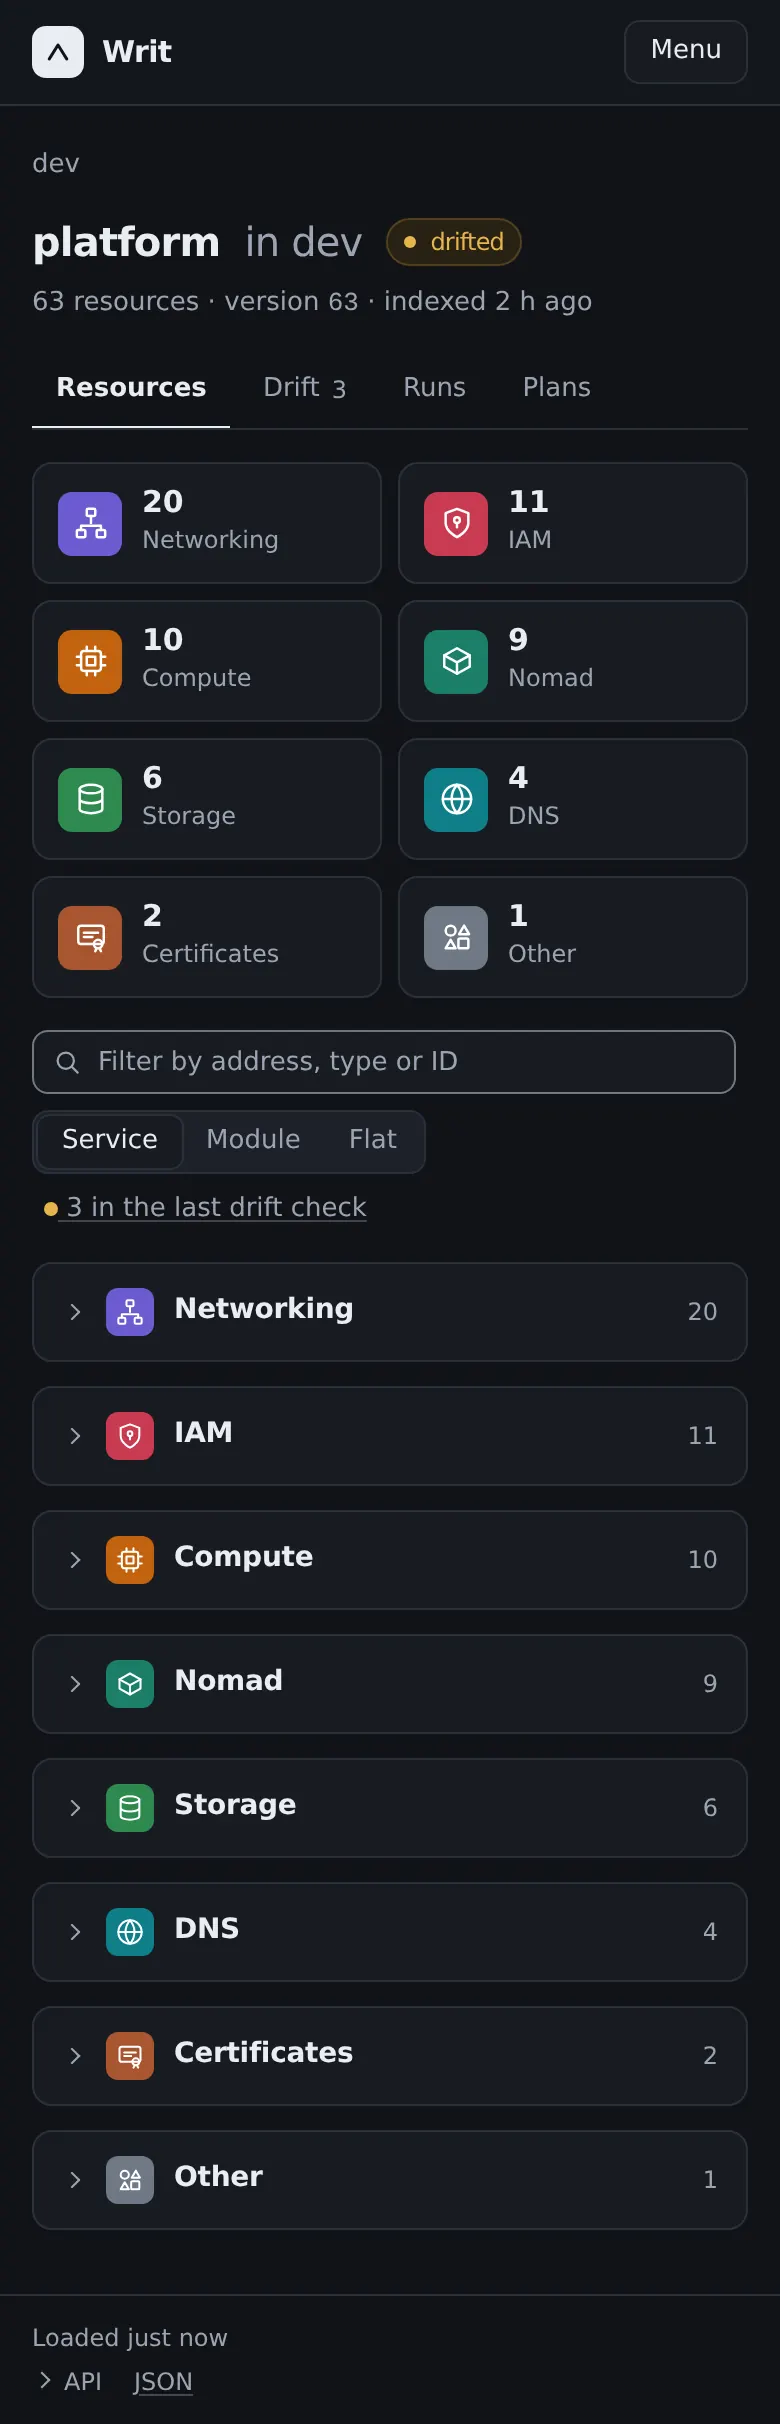 Writ
Menu
dev
platform in dev drifted
63 resources · version 63 · indexed 2 h ago
Resources Drift 3 Runs Plans
20
Networking
11
IAM
10
Compute
9
Nomad
6
Storage
4
DNS
2
Certificates
1
Other
Filter by address, type or ID
Service Module Flat
3 in the last drift check
Networking 20
IAM 11
Compute 10
Nomad 9
Storage 6
DNS 4
Certificates 2
Other 1
Loaded just now
API JSON